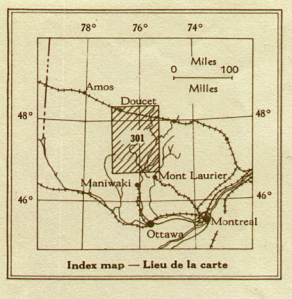 78° 76°
Miles
0 100
Milles
Amos
Doucet
48° 48°
301
Mont Laurier
Maniwaki
46° 46°
Montreal
Ottawa
Index map — Lieu de la carte